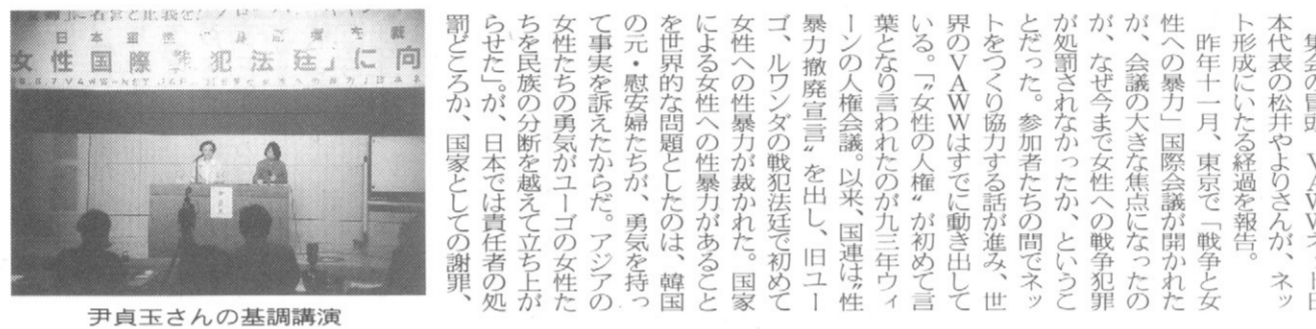 本代表の松井やよりさんが、ネッ
ト形成にいたる経過を報告。
昨年十一月、東京で「戦争と女
性への暴力」国際会議が開かれた
が、会議の大きな焦点になったの
が、なぜ今まで女性への戦争犯罪
が処罰されなかったか、というこ
とだった。参加者たちの間でネッ
トをつくり協力する話が進み、世
界のVAWWはすでに動き出して
いる。〝女性の人権〟が初めて言
葉となり言われたのが九三年ウィ
ーンの人権会議。以来、国連は〝性
暴力撤廃宣言〟を出し、旧ユー
ゴ、ルワンダの戦犯法廷で初めて
女性への性暴力が裁かれた。国家
による女性への性暴力があること
を世界的な問題としたのは、韓国
の元・慰安婦たちが、勇気を持っ
て事実を訴えたからだ。アジアの
女性たちの勇気がユーゴの女性た
ちを民族の分断を越えて立ち上が
らせた」。が、日本では責任者の処
罰どころか、国家としての謝罪、
女性国際戦犯法廷」に向
尹貞玉さんの基調講演